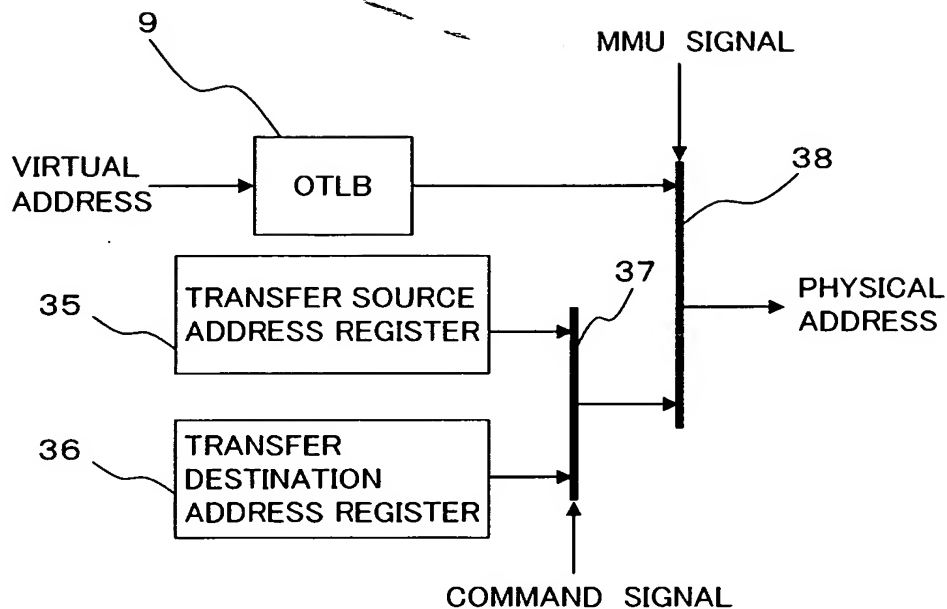 9
MMU SIGNAL
VIRTUAL
ADDRESS
OTLB
38
37
35
TRANSFER SOURCE
ADDRESS REGISTER
PHYSICAL
ADDRESS
36
TRANSFER
DESTINATION
ADDRESS REGISTER
COMMAND SIGNAL